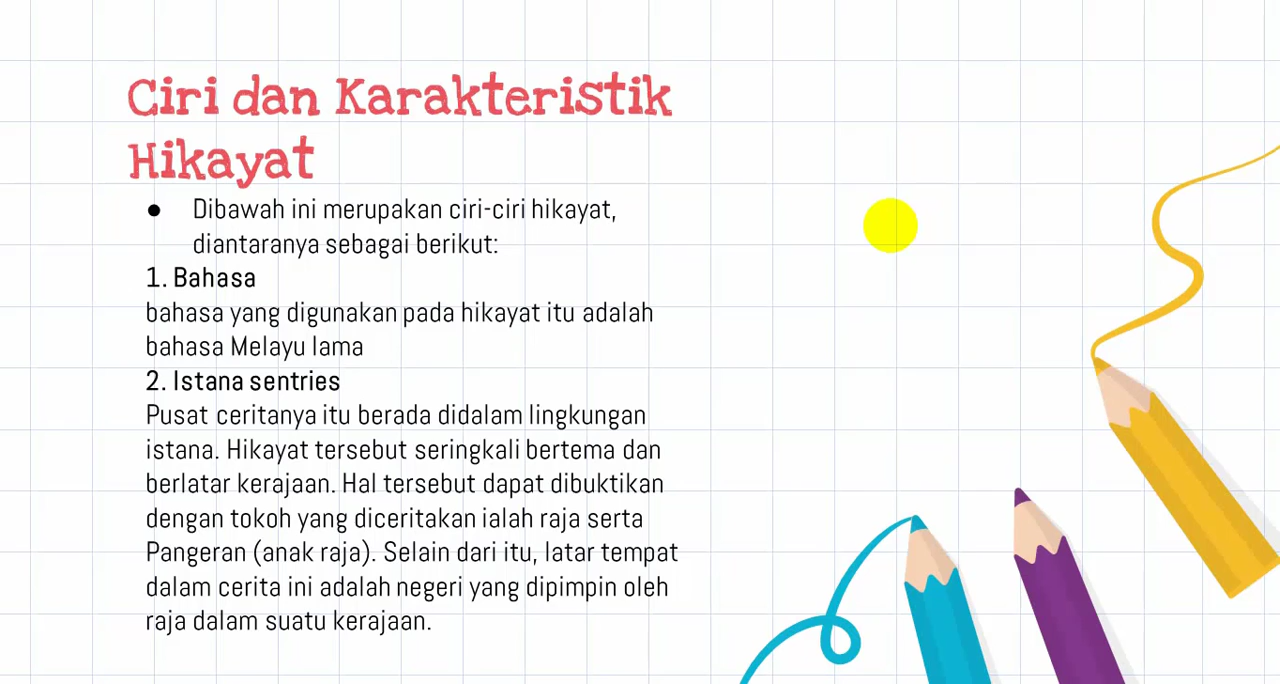 Ciri dan Karakteristik
Hikayat
● Dibawah ini merupakan ciri-ciri hikayat,
diantaranya sebagai berikut:
1. Bahasa
bahasa yang digunakan pada hikayat itu adalah
bahasa Melayu lama
2. Istana sentries
Pusat ceritanya itu berada didalam lingkungan
istana. Hikayat tersebut seringkali bertema dan
berlatar kerajaan. Hal tersebut dapat dibuktikan
dengan tokoh yang diceritakan ialah raja serta
Pangeran (anak raja). Selain dari itu, latar tempat
dalam cerita ini adalah negeri yang dipimpin oleh
raja dalam suatu kerajaan.